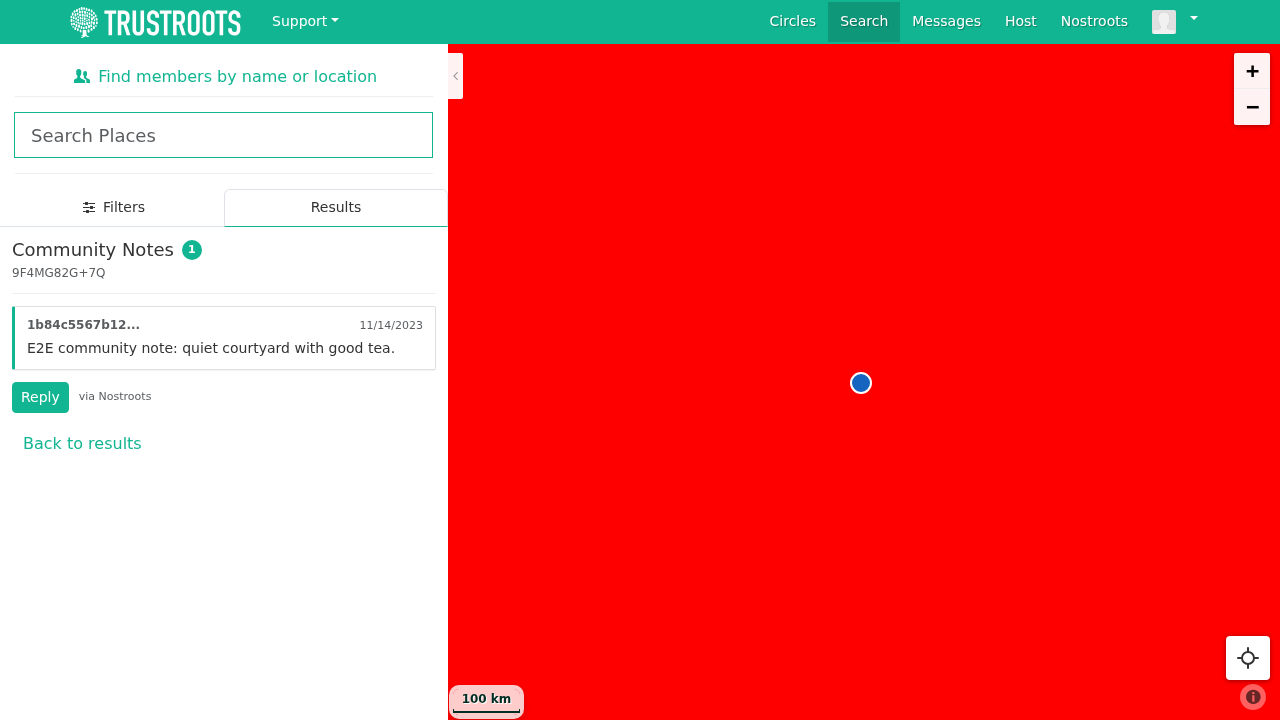 TRUSTROOTS
Support
Circles
Search
Messages
Host
Nostroots
Find members by name or location
Search Places
Filters
Results
Community Notes 1
9F4MG82G+7Q
1b84c5567b12...
11/14/2023
E2E community note: quiet courtyard with good tea.
Reply
via Nostroots
Back to results
+
−
100 km